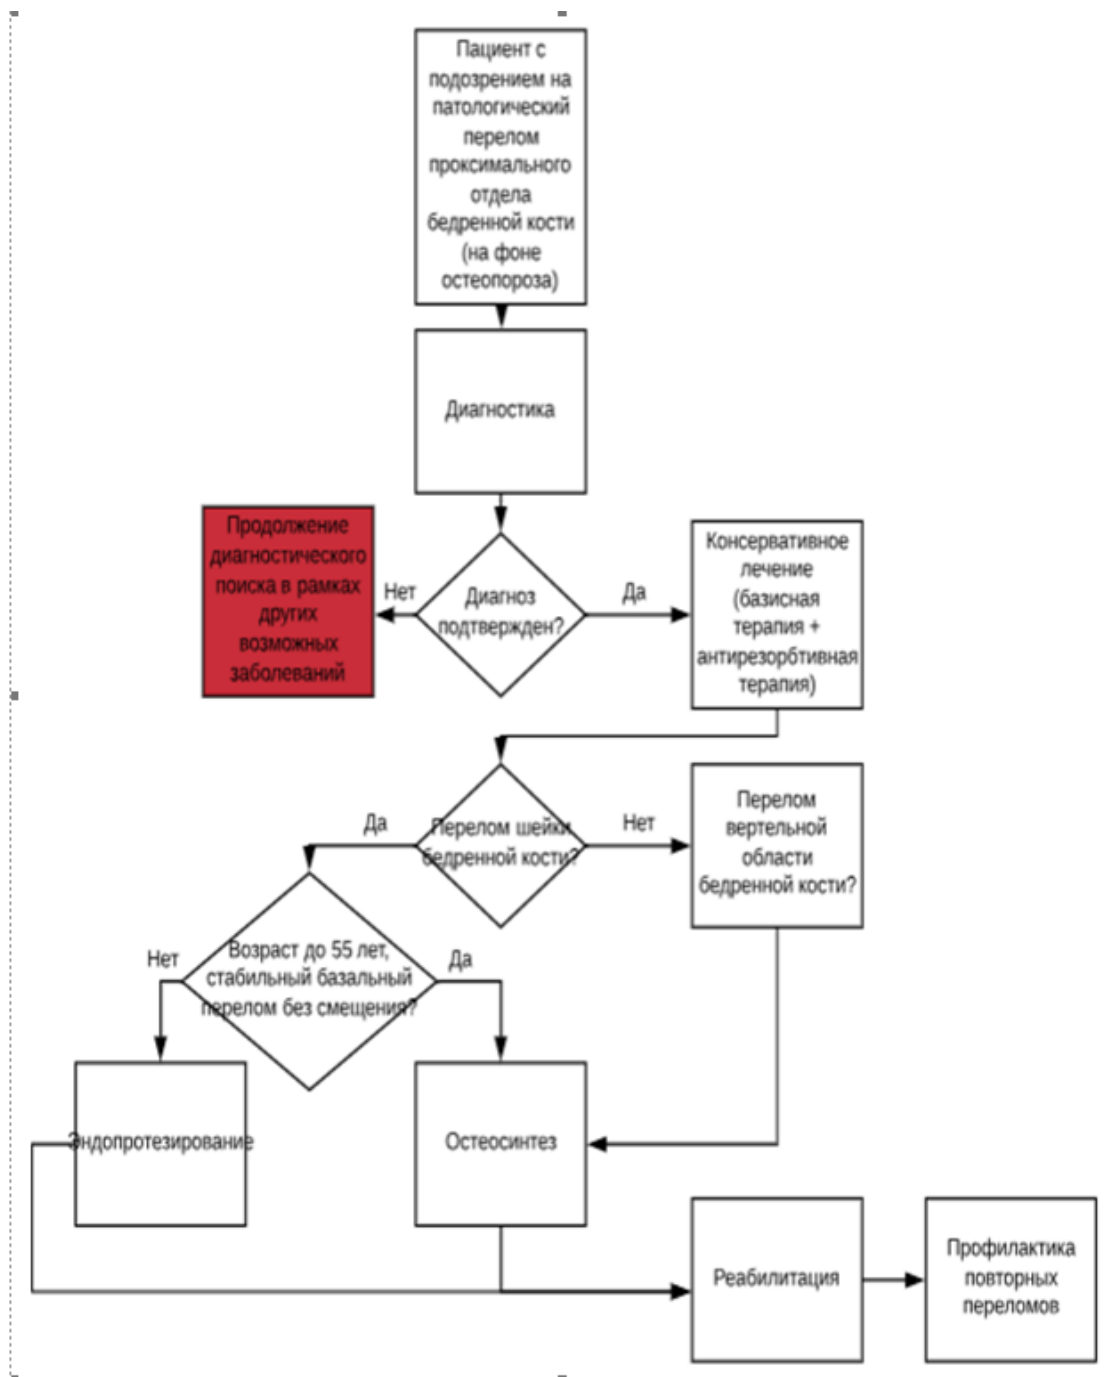 Пациент с
подозрением на
патологический
перелом
проксимального
отдела
бедренной кости
(на фоне
остеопороза)
Диагностика
Продолжение
диагностического
поиска в рамках
других
возможных
заболеваний
Нет
Диагноз
подтвержден?
Да
Консервативное
лечение
(базисная
терапия +
антирезорбтивная
терапия)
Да
Перелом шейки
бедренной кости?
Нет
Перелом
вертельной
области
бедренной кости?
Нет
Возраст до 55 лет,
стабильный базальный
перелом без смещения?
Да
Эндопротезирование
Остеосинтез
Реабилитация
Профилактика
повторных
переломов